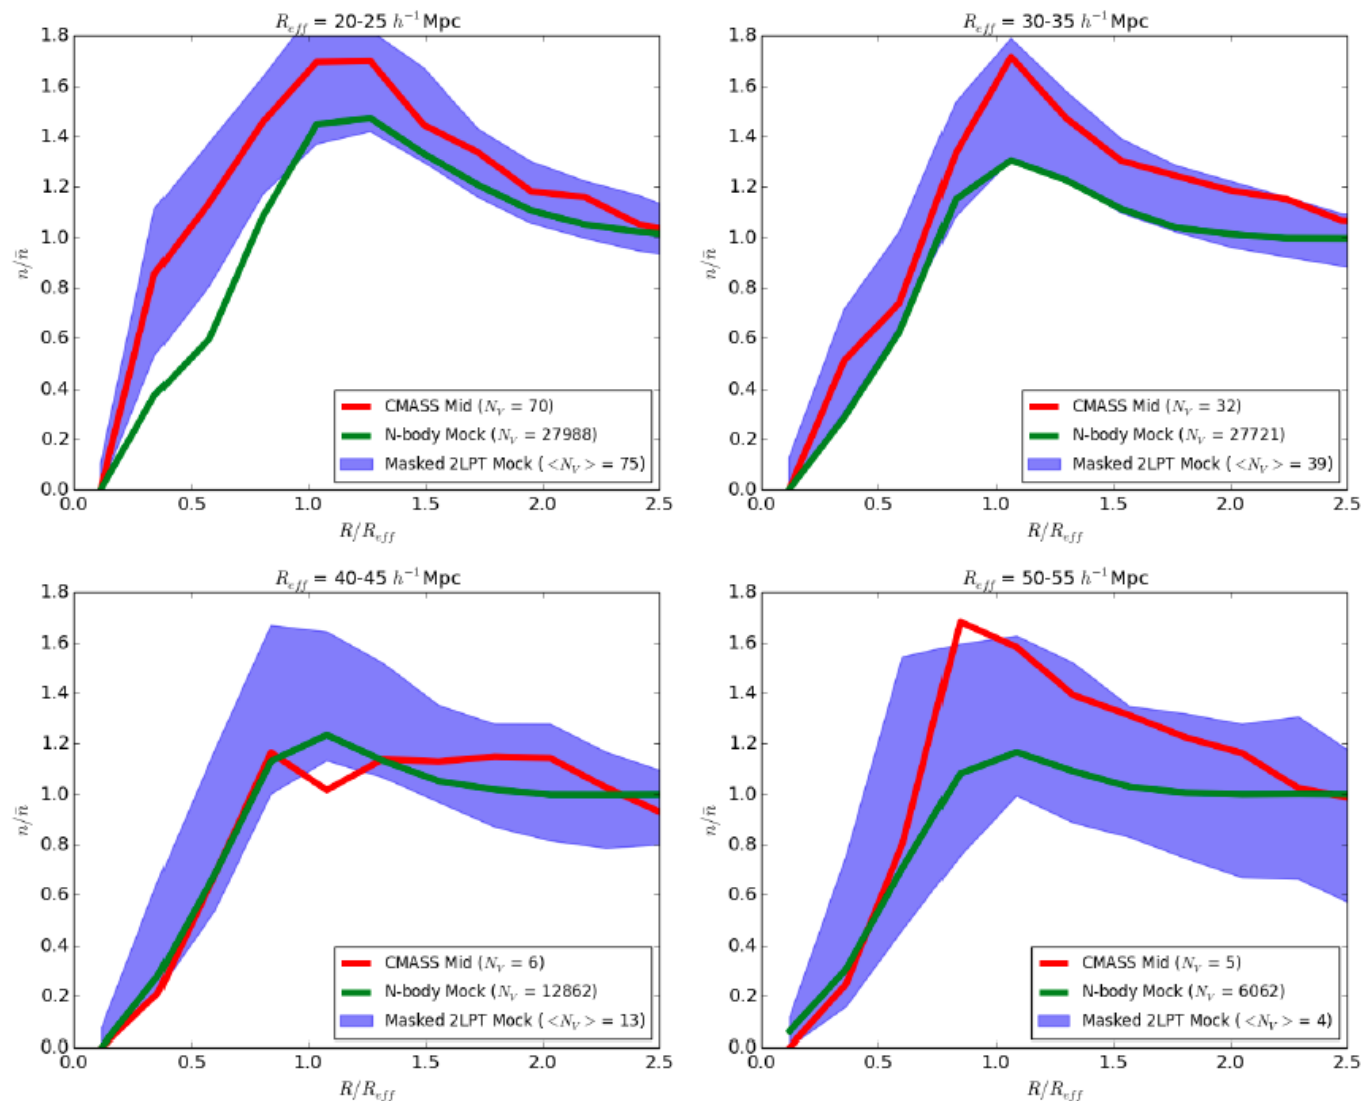 R_eff = 20-25 h⁻¹Mpc
1.8
1.6
1.4
1.2
1.0
0.8
0.6
0.4
0.2
0.0
n/n̄
CMASS Mid (N_V = 70)
N-body Mock (N_V = 27988)
Masked 2LPT Mock (<N_V> = 75)
0.0 0.5 1.0 1.5 2.0 2.5
R/R_eff
R_eff = 30-35 h⁻¹Mpc
1.8
1.6
1.4
1.2
1.0
0.8
0.6
0.4
0.2
0.0
n/n̄
CMASS Mid (N_V = 32)
N-body Mock (N_V = 27721)
Masked 2LPT Mock (<N_V> = 39)
0.0 0.5 1.0 1.5 2.0 2.5
R/R_eff
R_eff = 40-45 h⁻¹Mpc
1.8
1.6
1.4
1.2
1.0
0.8
0.6
0.4
0.2
0.0
n/n̄
CMASS Mid (N_V = 6)
N-body Mock (N_V = 12862)
Masked 2LPT Mock (<N_V> = 13)
0.0 0.5 1.0 1.5 2.0 2.5
R/R_eff
R_eff = 50-55 h⁻¹Mpc
1.8
1.6
1.4
1.2
1.0
0.8
0.6
0.4
0.2
0.0
n/n̄
CMASS Mid (N_V = 5)
N-body Mock (N_V = 6062)
Masked 2LPT Mock (<N_V> = 4)
0.0 0.5 1.0 1.5 2.0 2.5
R/R_eff